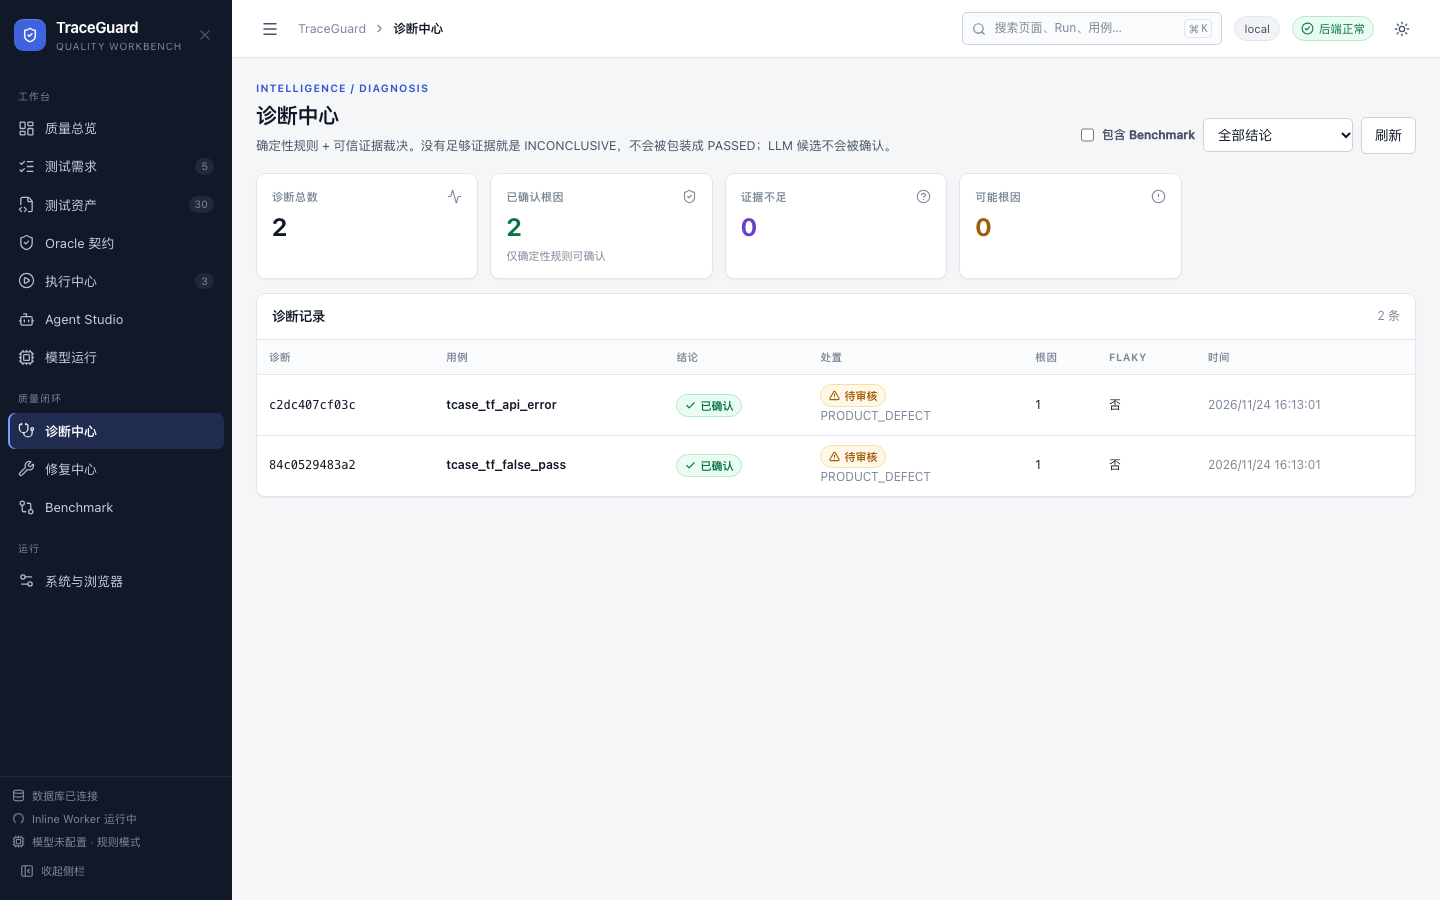 TraceGuard
QUALITY WORKBENCH
工作台
质量总览
测试需求 5
测试资产 30
Oracle 契约
执行中心 3
Agent Studio
模型运行
质量闭环
诊断中心
修复中心
Benchmark
运行
系统与浏览器
数据库已连接
Inline Worker 运行中
模型未配置 · 规则模式
收起侧栏
TraceGuard > 诊断中心
搜索页面、Run、用例... ⌘K
local
后端正常
INTELLIGENCE / DIAGNOSIS
诊断中心
确定性规则 + 可信证据裁决。没有足够证据就是 INCONCLUSIVE，不会被包装成 PASSED；LLM 候选不会被确认。
包含 Benchmark
全部结论
刷新
诊断总数
2
已确认根因
2
仅确定性规则可确认
证据不足
0
可能根因
0
诊断记录 2 条
诊断 用例 结论 处置 根因 FLAKY 时间
c2dc407cf03c tcase_tf_api_error 已确认 待审核 PRODUCT_DEFECT 1 否 2026/11/24 16:13:01
84c0529483a2 tcase_tf_false_pass 已确认 待审核 PRODUCT_DEFECT 1 否 2026/11/24 16:13:01